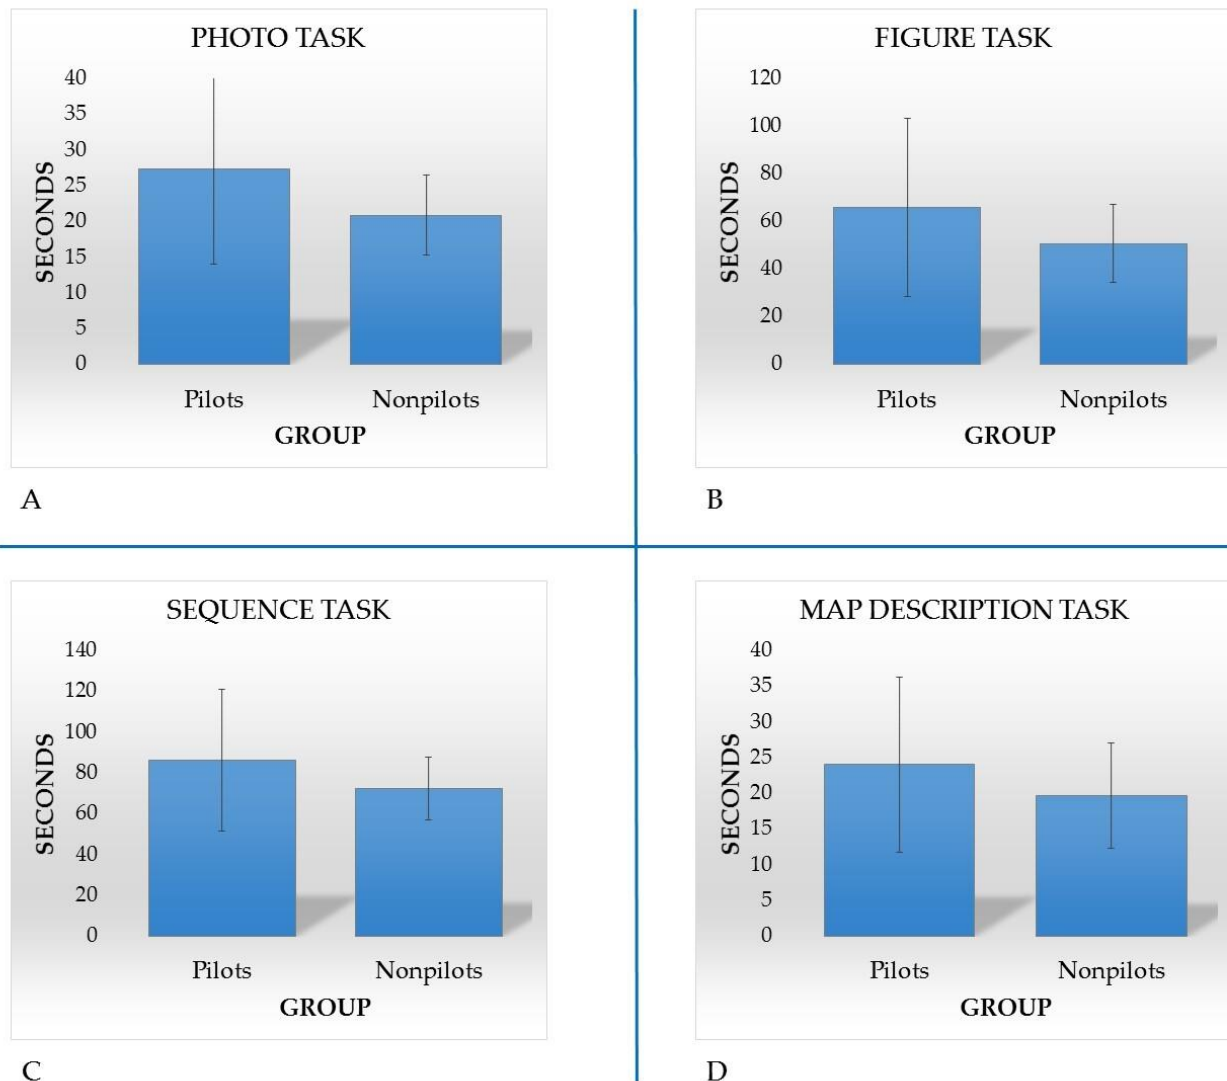 PHOTO TASK
40
35
30
25
20
15
10
5
0
SECONDS
Pilots Nonpilots
GROUP
A
FIGURE TASK
120
100
80
60
40
20
0
SECONDS
Pilots Nonpilots
GROUP
B
SEQUENCE TASK
140
120
100
80
60
40
20
0
SECONDS
Pilots Nonpilots
GROUP
C
MAP DESCRIPTION TASK
40
35
30
25
20
15
10
5
0
SECONDS
Pilots Nonpilots
GROUP
D